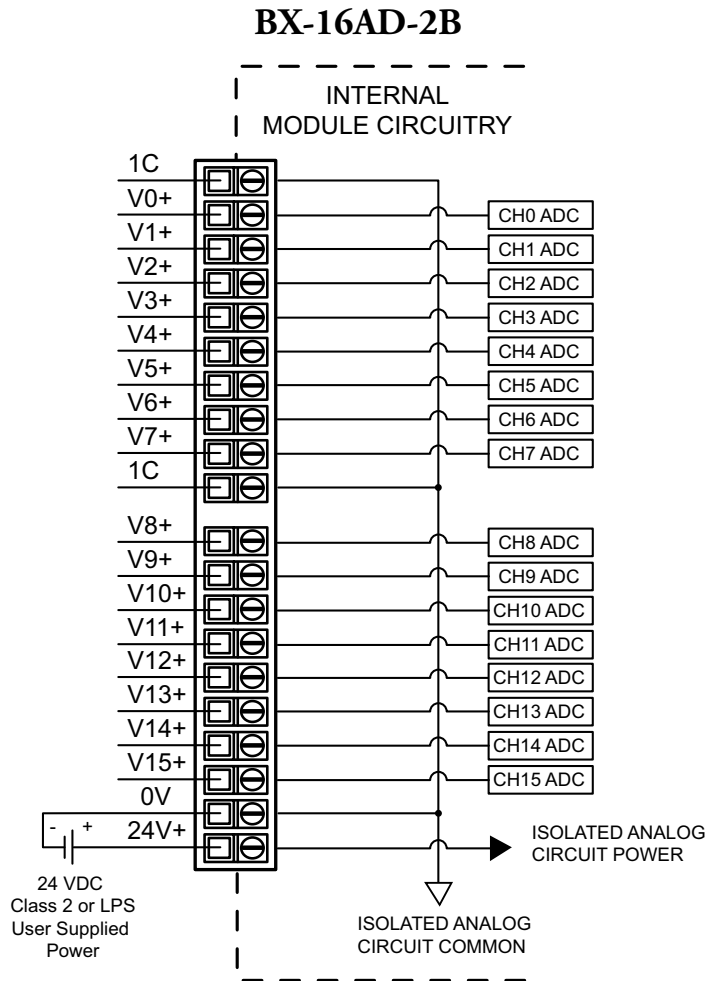 BX-16AD-2B
INTERNAL
MODULE CIRCUITRY
1C
V0+
CH0 ADC
V1+
CH1 ADC
V2+
CH2 ADC
V3+
CH3 ADC
V4+
CH4 ADC
V5+
CH5 ADC
V6+
CH6 ADC
V7+
CH7 ADC
1C
V8+
CH8 ADC
V9+
CH9 ADC
V10+
CH10 ADC
V11+
CH11 ADC
V12+
CH12 ADC
V13+
CH13 ADC
V14+
CH14 ADC
V15+
CH15 ADC
0V
- +
24V+
ISOLATED ANALOG
CIRCUIT POWER
24 VDC
Class 2 or LPS
User Supplied
Power
ISOLATED ANALOG
CIRCUIT COMMON